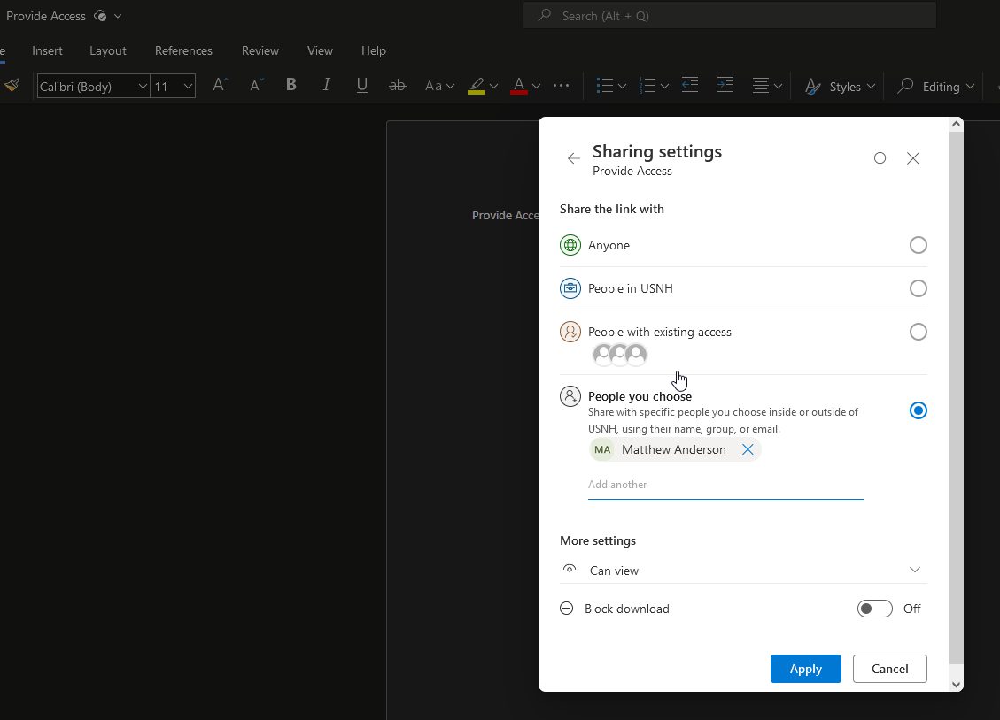 Provide Access
Search (Alt + Q)
Insert Layout References Review View Help
Calibri (Body) 11 A A B I U ab Aa A Styles Editing
Provide Acce
Sharing settings
Provide Access
Share the link with
Anyone
People in USNH
People with existing access
People you choose
Share with specific people you choose inside or outside of
USNH, using their name, group, or email.
MA Matthew Anderson
Add another
More settings
Can view
Block download Off
Apply Cancel